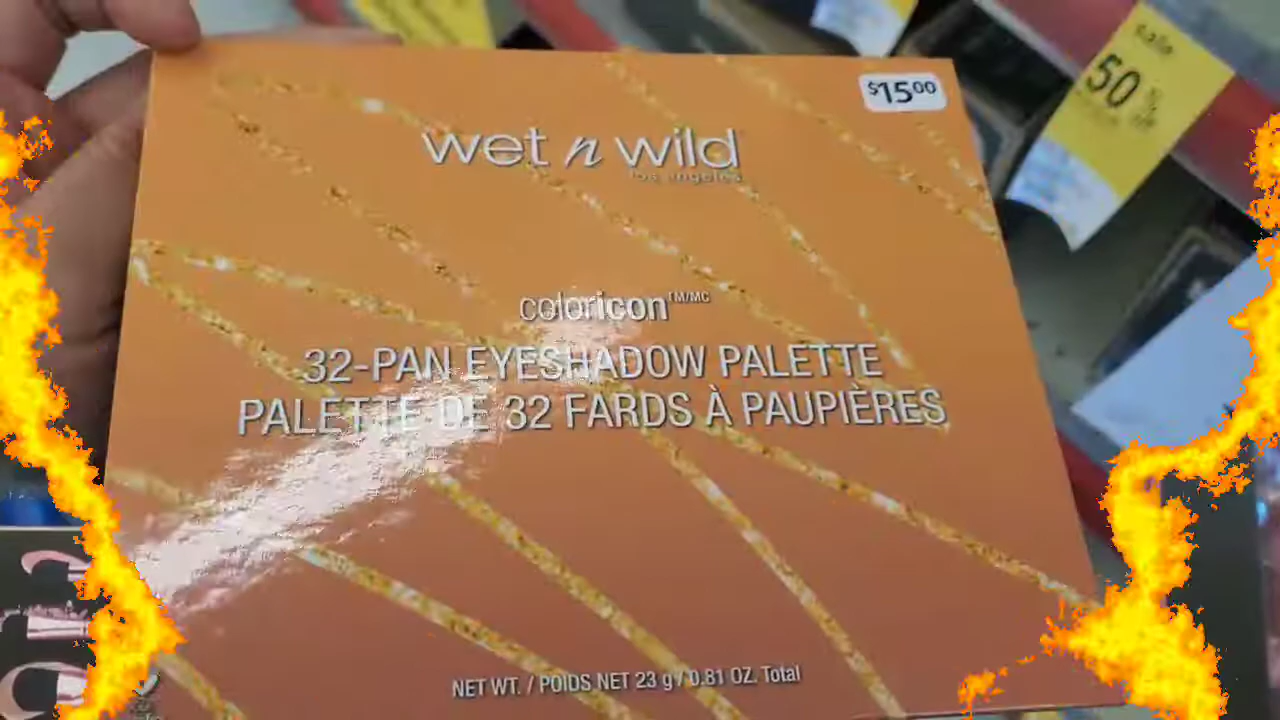 $15.00
wet n wild
los angeles
coloricon™/MC
32-PAN EYESHADOW PALETTE
PALETTE DE 32 FARDS À PAUPIÈRES
NET WT. / POIDS NET 23 g / 0.81 OZ. Total
sale
50 %